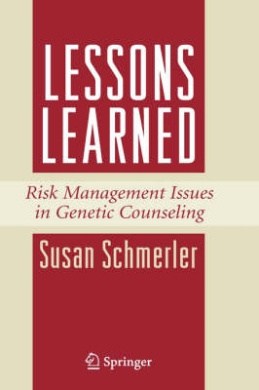 LESSONS
LEARNED
Risk Management Issues
in Genetic Counseling
Susan Schmerler
Springer